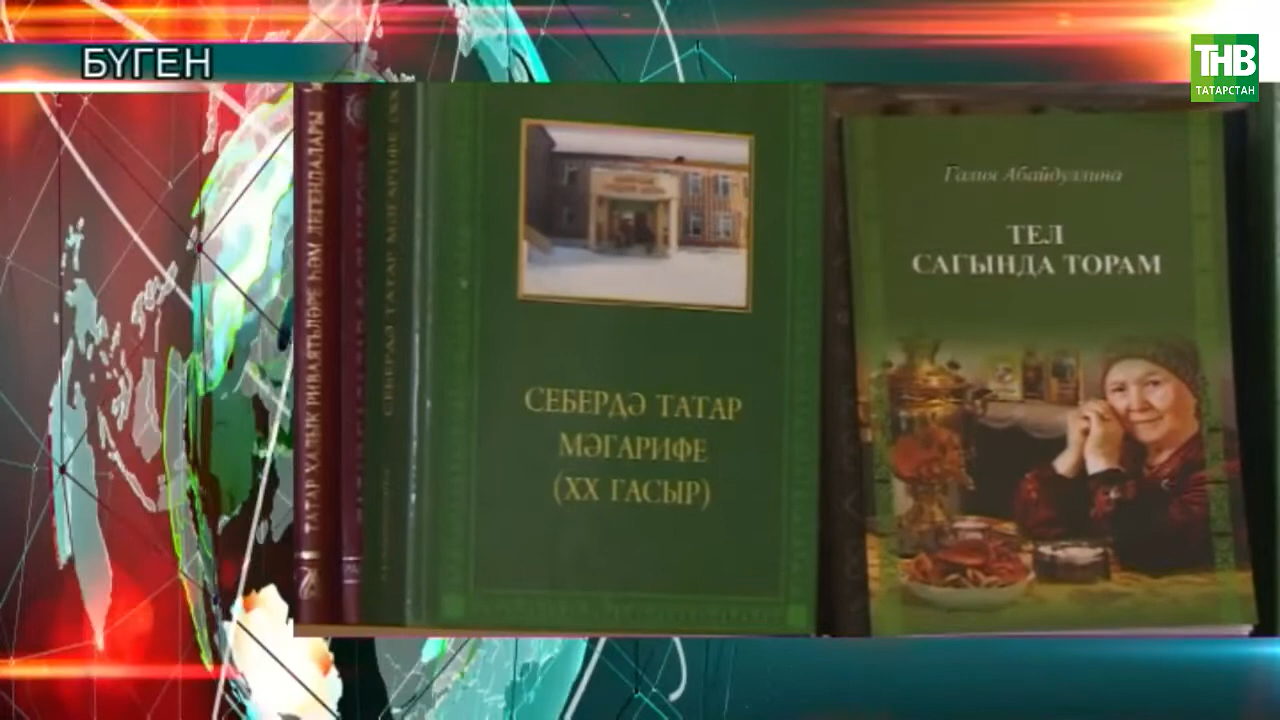 БҮГЕН
ТНВ
ТАТАРСТАН
ТАТАР ХАЛЫК РИВАЯТЬЛӘРЕ ҺӘМ ЛЕГЕНДАЛАРЫ
СЕБЕРДӘ ТАТАР МӘГАРИФЕ (XX
СЕБЕРДӘ ТАТАР
МӘГАРИФЕ
(XX ГАСЫР)
Галия Абайдуллина
ТЕЛ
САГЫНДА ТОРАМ